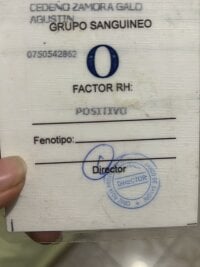 CEDEÑO ZAMORA GALO
AGUSTIN
GRUPO SANGUINEO
0750542862
O
FACTOR RH:
POSITIVO
Fenotipo:
Director
DIRECTOR